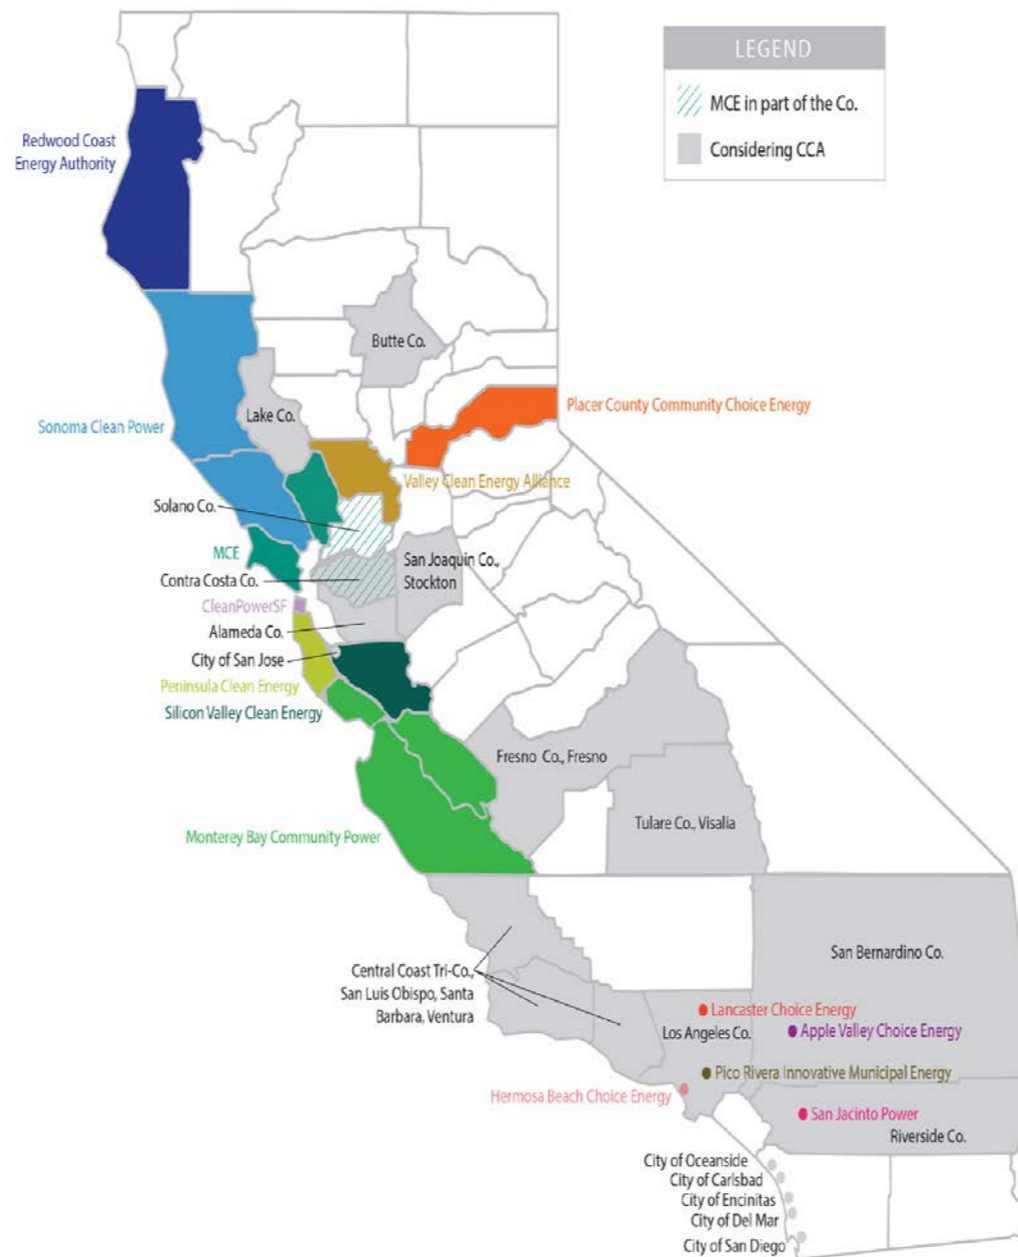 LEGEND
MCE in part of the Co.
Considering CCA
Redwood Coast
Energy Authority
Butte Co.
Placer County Community Choice Energy
Lake Co.
Sonoma Clean Power
Valley Clean Energy Alliance
Solano Co.
MCE
San Joaquin Co.,
Stockton
Contra Costa Co.
CleanPowerSF
Alameda Co.
City of San Jose
Peninsula Clean Energy
Silicon Valley Clean Energy
Fresno Co., Fresno
Tulare Co., Visalia
Monterey Bay Community Power
San Bernardino Co.
Central Coast Tri-Co.,
San Luis Obispo, Santa
Barbara, Ventura
Lancaster Choice Energy
Los Angeles Co.
Apple Valley Choice Energy
Pico Rivera Innovative Municipal Energy
Hermosa Beach Choice Energy
San Jacinto Power
Riverside Co.
City of Oceanside
City of Carlsbad
City of Encinitas
City of Del Mar
City of San Diego